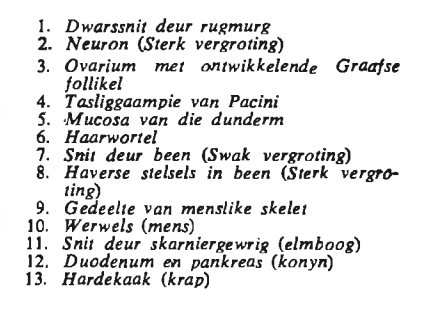 1. Dwarssnit deur rugmurg
2. Neuron (Sterk vergroting)
3. Ovarium met ontwikkelende Graafse
follikel
4. Tasliggaampie van Pacini
5. Mucosa van die dunderm
6. Haarwortel
7. Snit deur been (Swak vergroting)
8. Haverse stelsels in been (Sterk vergro-
ting)
9. Gedeelte van menslike skelet
10. Werwels (mens)
11. Snit deur skarniergewrig (elmboog)
12. Duodenum en pankreas (konyn)
13. Hardekaak (krap)